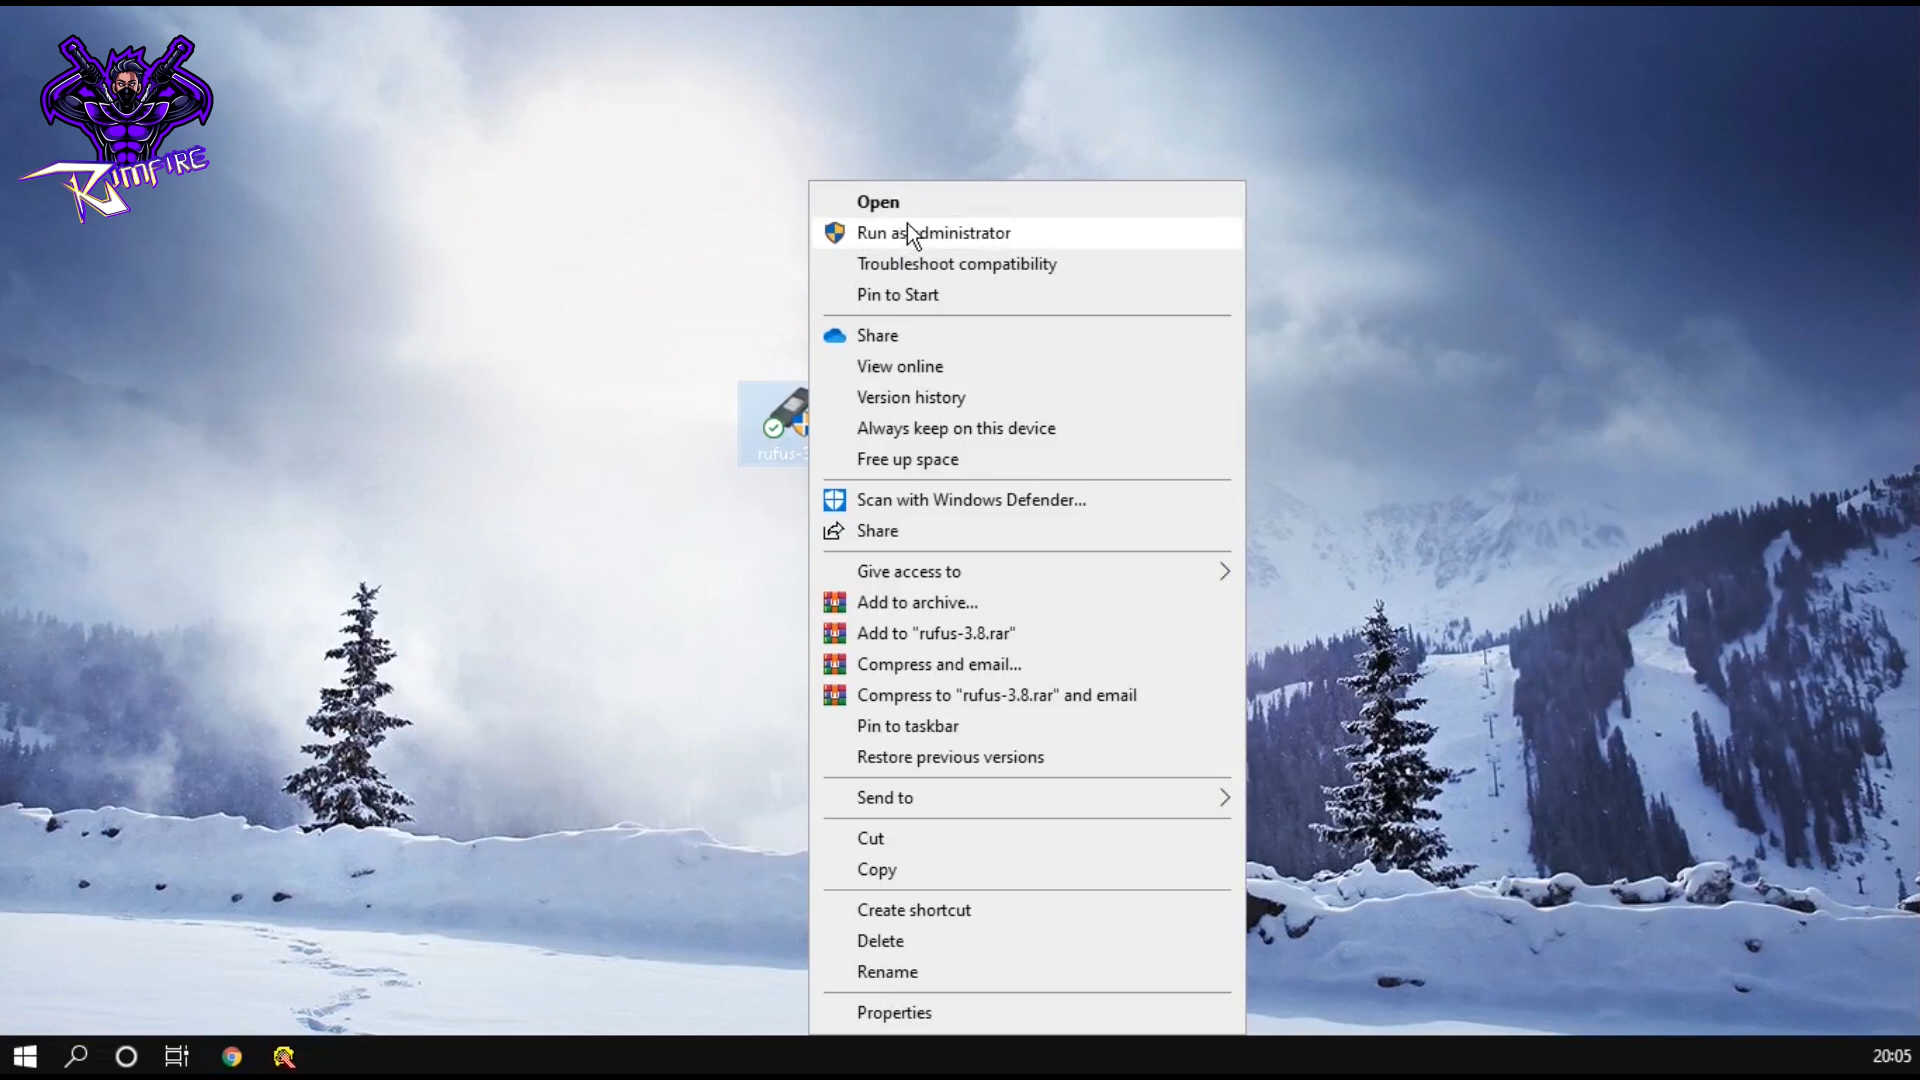 RIMFIRE
Open
Run as administrator
Troubleshoot compatibility
Pin to Start
Share
View online
Version history
Always keep on this device
Free up space
rufus-3
Scan with Windows Defender...
Share
Give access to
Add to archive...
Add to "rufus-3.8.rar"
Compress and email...
Compress to "rufus-3.8.rar" and email
Pin to taskbar
Restore previous versions
Send to
Cut
Copy
Create shortcut
Delete
Rename
Properties
20:05